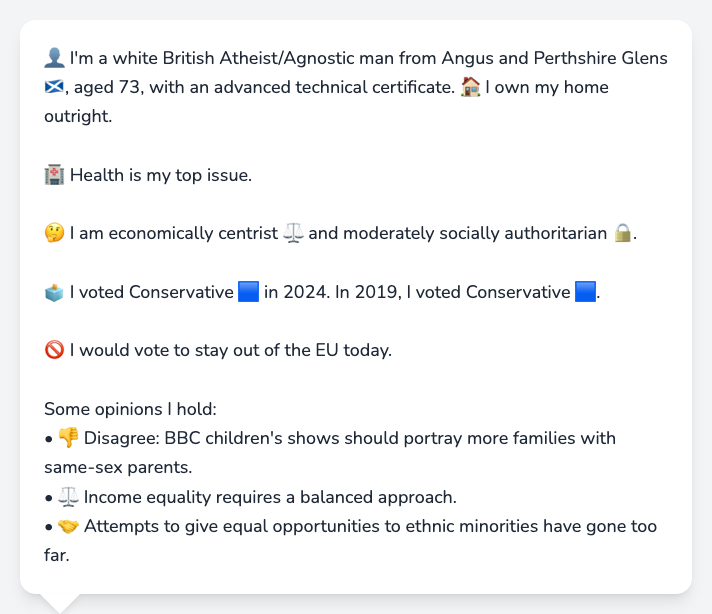 👤 I'm a white British Atheist/Agnostic man from Angus and Perthshire Glens
🏴󠁧󠁢󠁳󠁣󠁴󠁿, aged 73, with an advanced technical certificate. 🏠 I own my home
outright.
🏥 Health is my top issue.
🤔 I am economically centrist ⚖️ and moderately socially authoritarian 🔒.
🗳️ I voted Conservative 🟦 in 2024. In 2019, I voted Conservative 🟦.
🚫 I would vote to stay out of the EU today.
Some opinions I hold:
• 👎 Disagree: BBC children's shows should portray more families with
same-sex parents.
• ⚖️ Income equality requires a balanced approach.
• 🤝 Attempts to give equal opportunities to ethnic minorities have gone too
far.